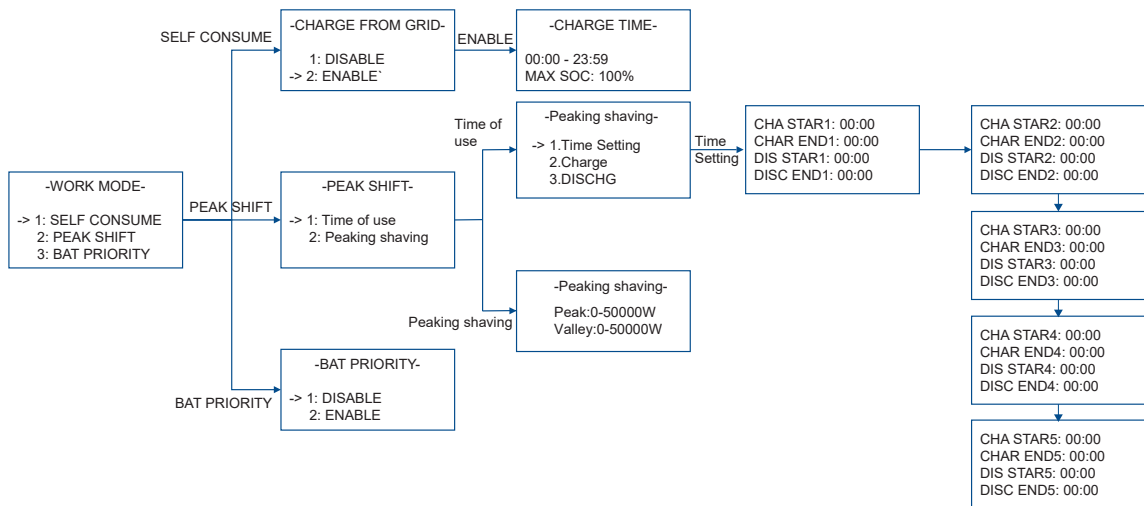 -WORK MODE-
-> 1: SELF CONSUME
2: PEAK SHIFT
3: BAT PRIORITY
SELF CONSUME
-CHARGE FROM GRID-
1: DISABLE
-> 2: ENABLE`
ENABLE
-CHARGE TIME-
00:00 - 23:59
MAX SOC: 100%
PEAK SHIFT
-PEAK SHIFT-
-> 1: Time of use
2: Peaking shaving
Time of
use
-Peaking shaving-
-> 1.Time Setting
2.Charge
3.DISCHG
Time
Setting
CHA STAR1: 00:00
CHAR END1: 00:00
DIS STAR1: 00:00
DISC END1: 00:00
CHA STAR2: 00:00
CHAR END2: 00:00
DIS STAR2: 00:00
DISC END2: 00:00
CHA STAR3: 00:00
CHAR END3: 00:00
DIS STAR3: 00:00
DISC END3: 00:00
CHA STAR4: 00:00
CHAR END4: 00:00
DIS STAR4: 00:00
DISC END4: 00:00
CHA STAR5: 00:00
CHAR END5: 00:00
DIS STAR5: 00:00
DISC END5: 00:00
Peaking shaving
-Peaking shaving-
Peak:0-50000W
Valley:0-50000W
BAT PRIORITY
-BAT PRIORITY-
-> 1: DISABLE
2: ENABLE